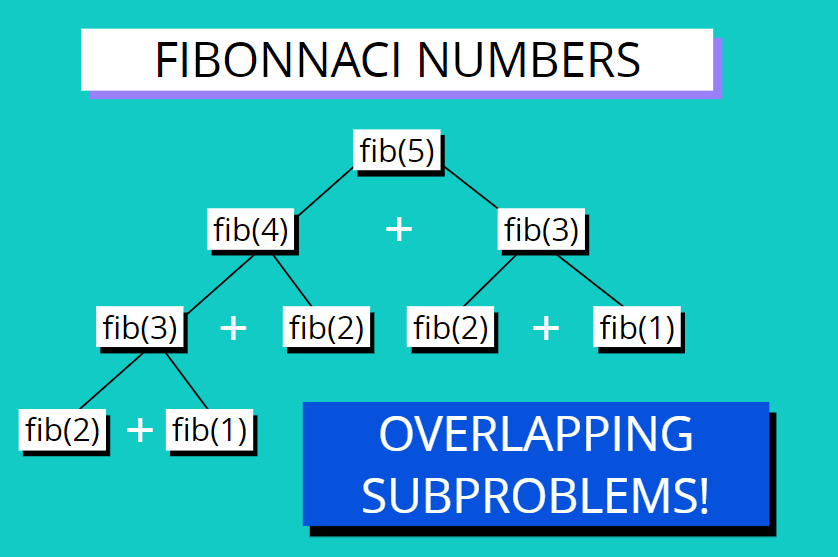 FIBONNACI NUMBERS
fib(5)
fib(4) + fib(3)
fib(3) + fib(2) fib(2) + fib(1)
fib(2) + fib(1)
OVERLAPPING
SUBPROBLEMS!